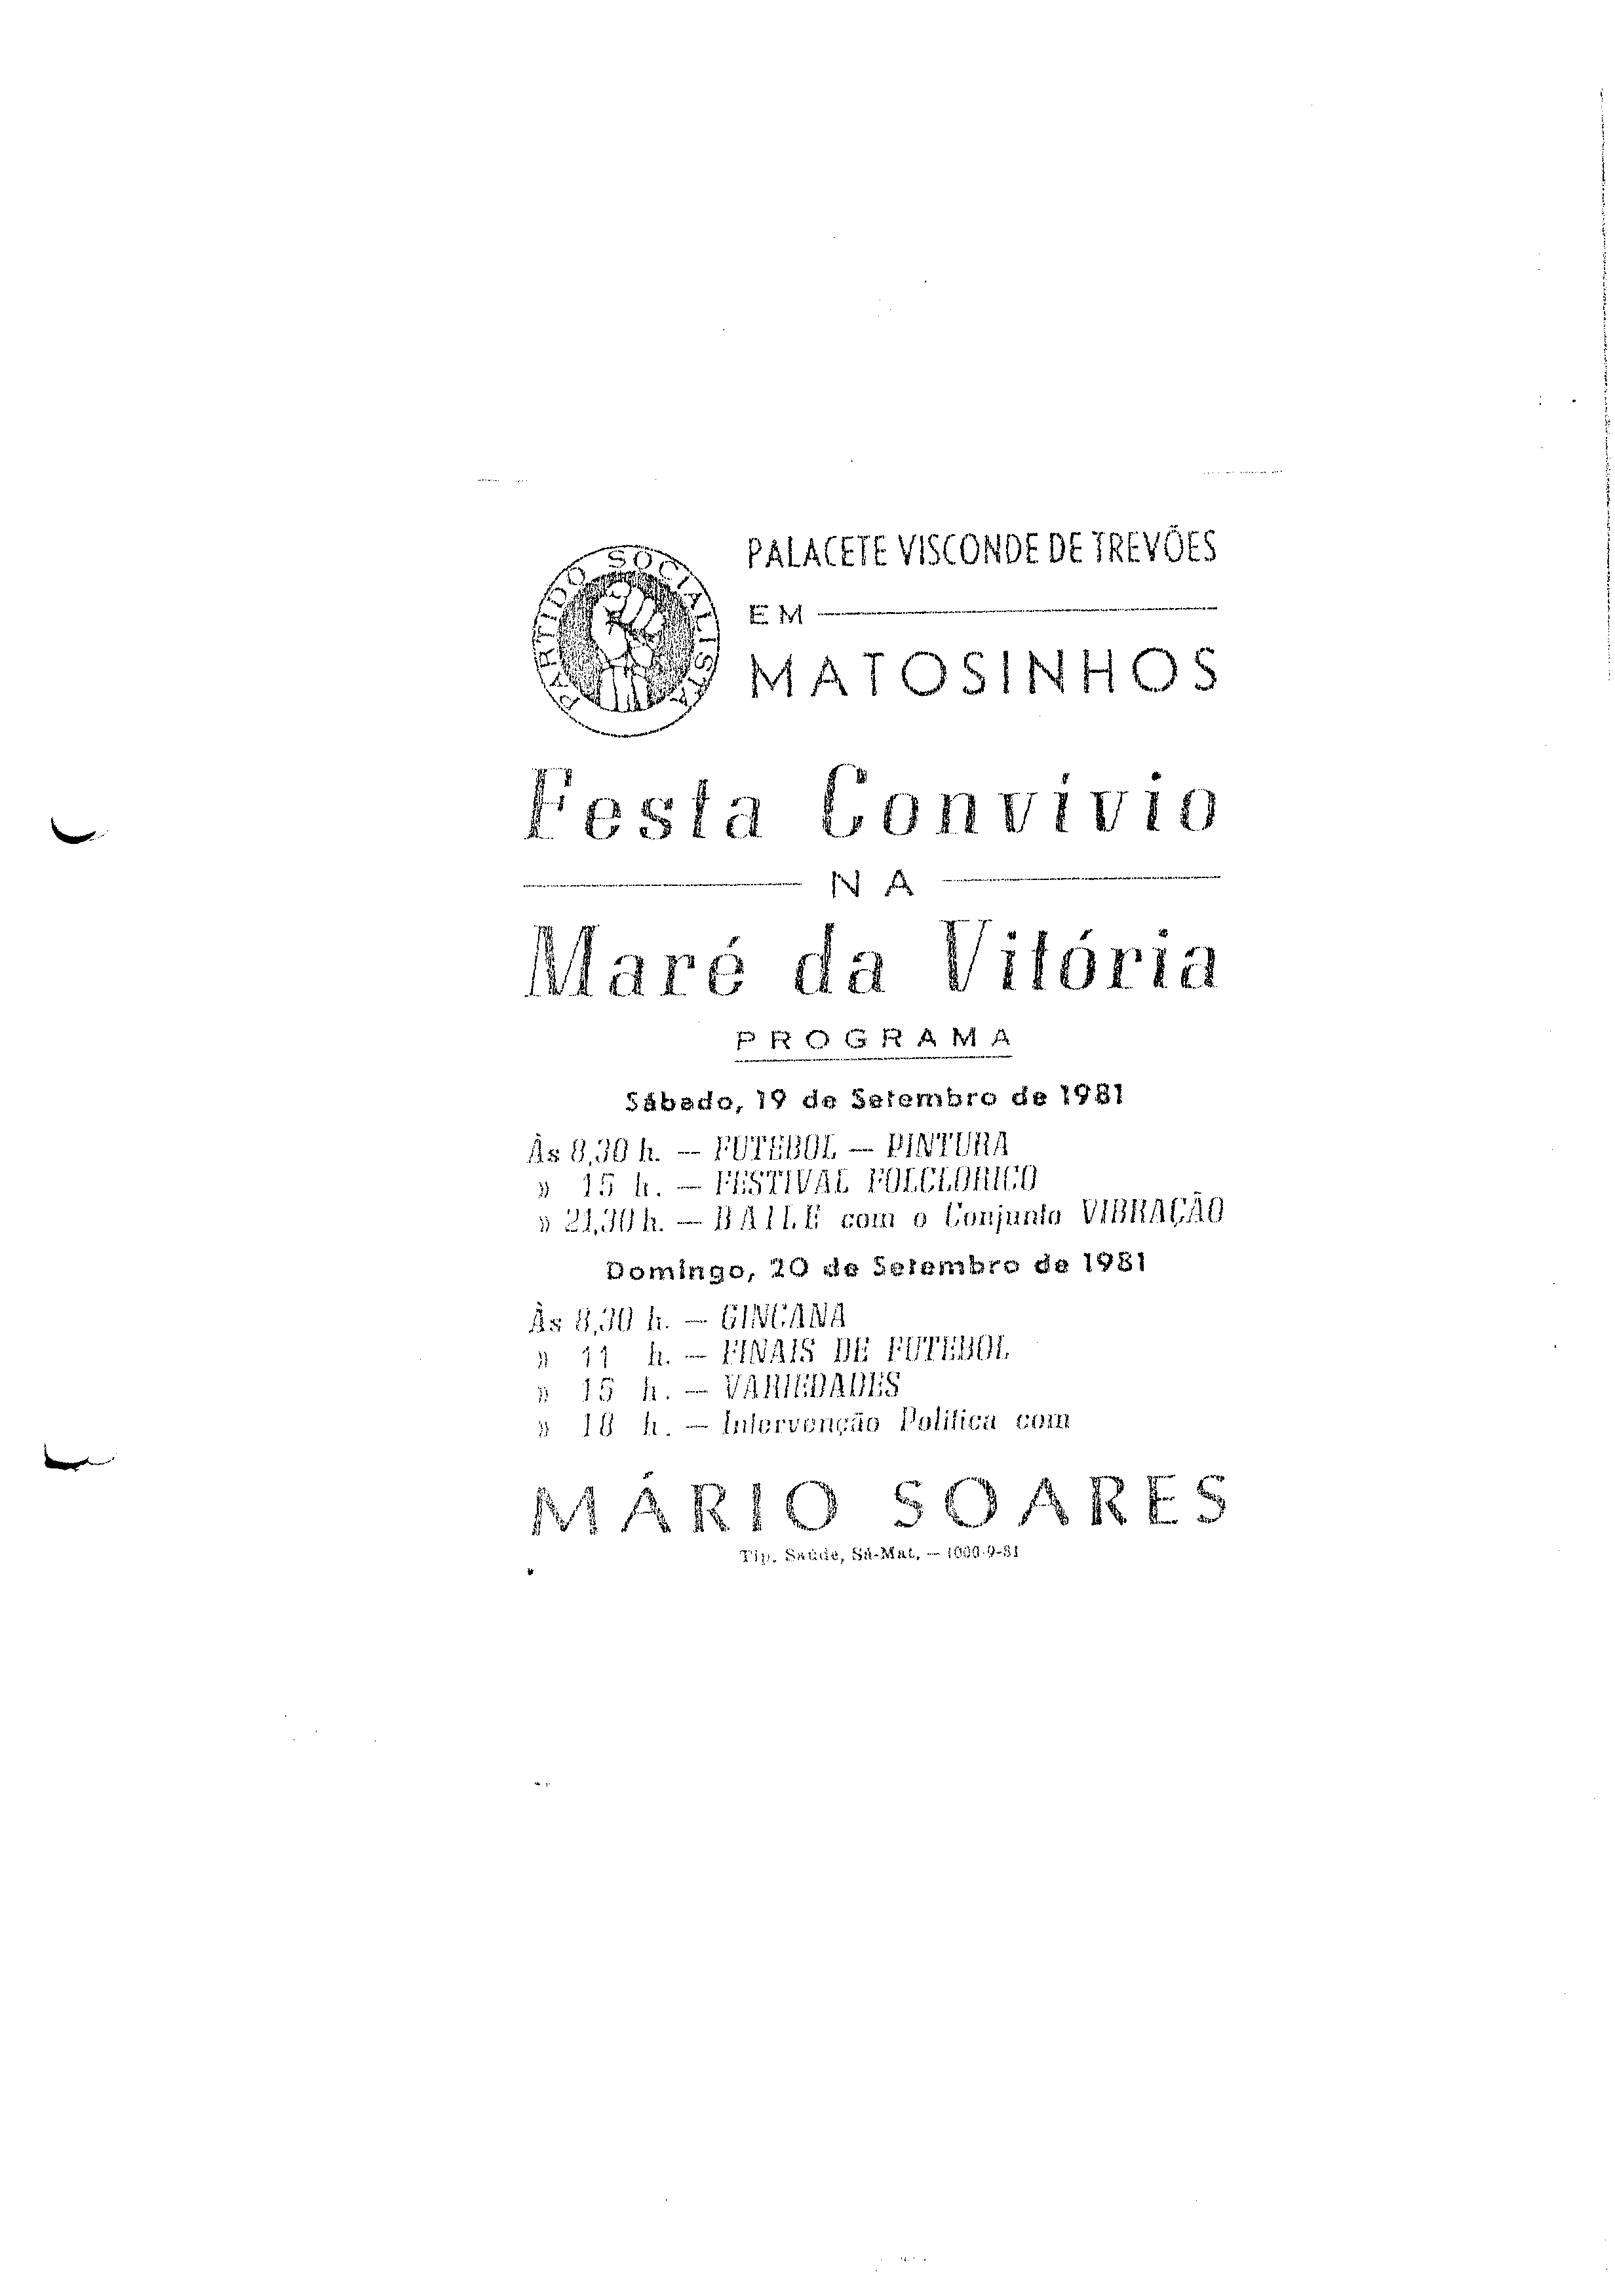 PARTIDO SOCIALISTA
PALACETE VISCONDE DE TREVÕES
EM
MATOSINHOS
Festa Convívio
NA
Maré da Vitória
PROGRAMA
Sábado, 19 de Setembro de 1981
Às 8,30 h. — FUTEBOL — PINTURA
» 15 h. — FESTIVAL FOLCLORICO
» 21,30 h. — BAILE com o Conjunto VIBRAÇÃO
Domingo, 20 de Setembro de 1981
Às 8,30 h. — GINCANA
» 11 h. — FINAIS DE FUTEBOL
» 15 h. — VARIEDADES
» 18 h. — Intervenção Politica com
MÁRIO SOARES
Tip. Saúde, Sá-Mat. — 1000-9-81